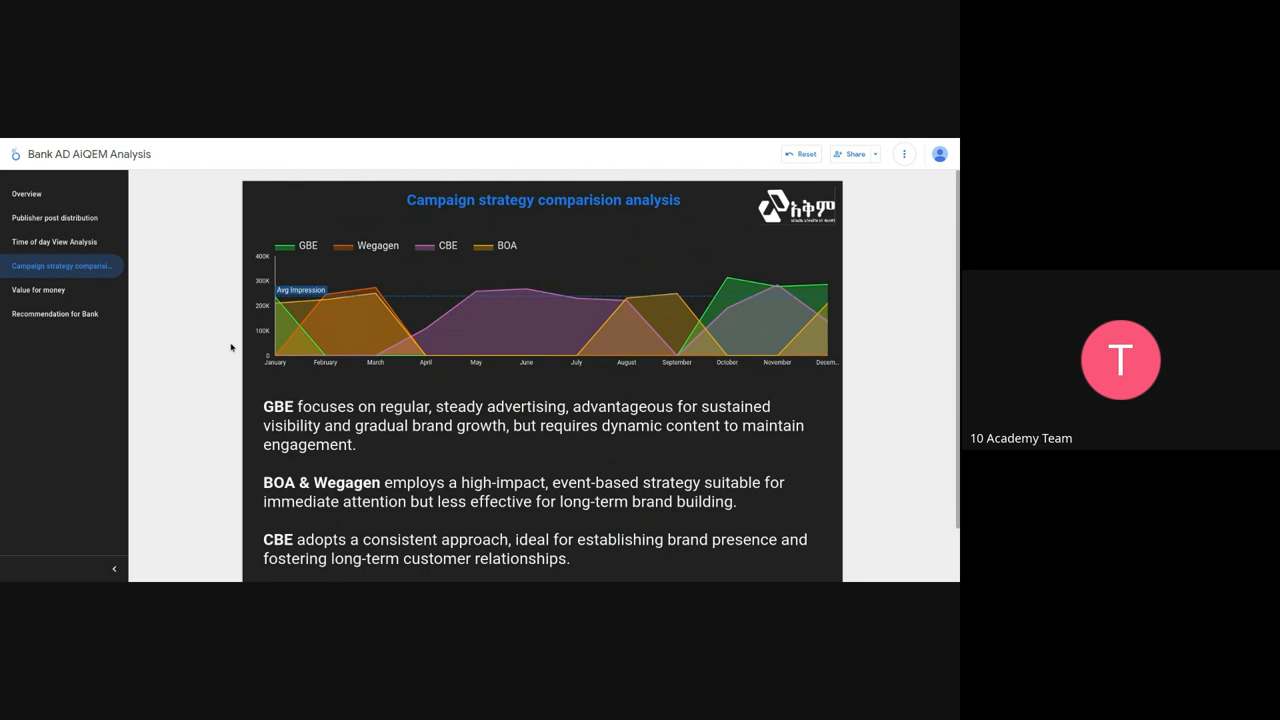 Bank AD AiQEM Analysis
Reset
Share
Overview
Publisher post distribution
Time of day View Analysis
Campaign strategy comparisi...
Value for money
Recommendation for Bank
Campaign strategy comparision analysis
አቅም
GBE Wegagen CBE BOA
400K
300K
Avg Impression
200K
100K
0
January February March April May June July August September October November Decem...
GBE focuses on regular, steady advertising, advantageous for sustained
visibility and gradual brand growth, but requires dynamic content to maintain
engagement.
BOA & Wegagen employs a high-impact, event-based strategy suitable for
immediate attention but less effective for long-term brand building.
CBE adopts a consistent approach, ideal for establishing brand presence and
fostering long-term customer relationships.
T
10 Academy Team